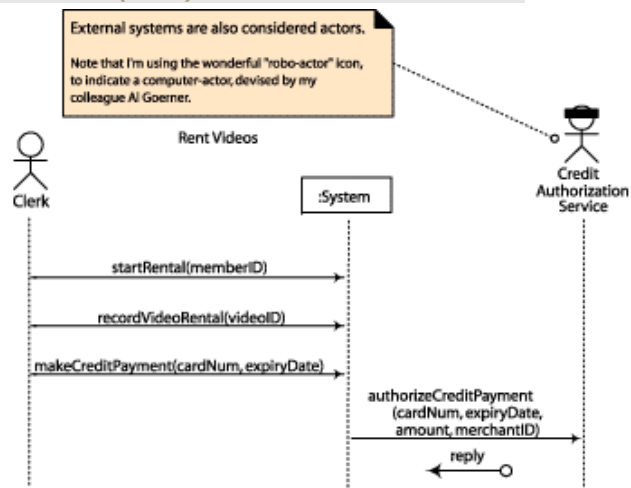 External systems are also considered actors.
Note that I'm using the wonderful "robo-actor" icon,
to indicate a computer-actor, devised by my
colleague Al Goerner.
Rent Videos
Clerk
:System
Credit
Authorization
Service
startRental(memberID)
recordVideoRental(videoID)
makeCreditPayment(cardNum, expiryDate)
authorizeCreditPayment
(cardNum, expiryDate,
amount, merchantID)
reply